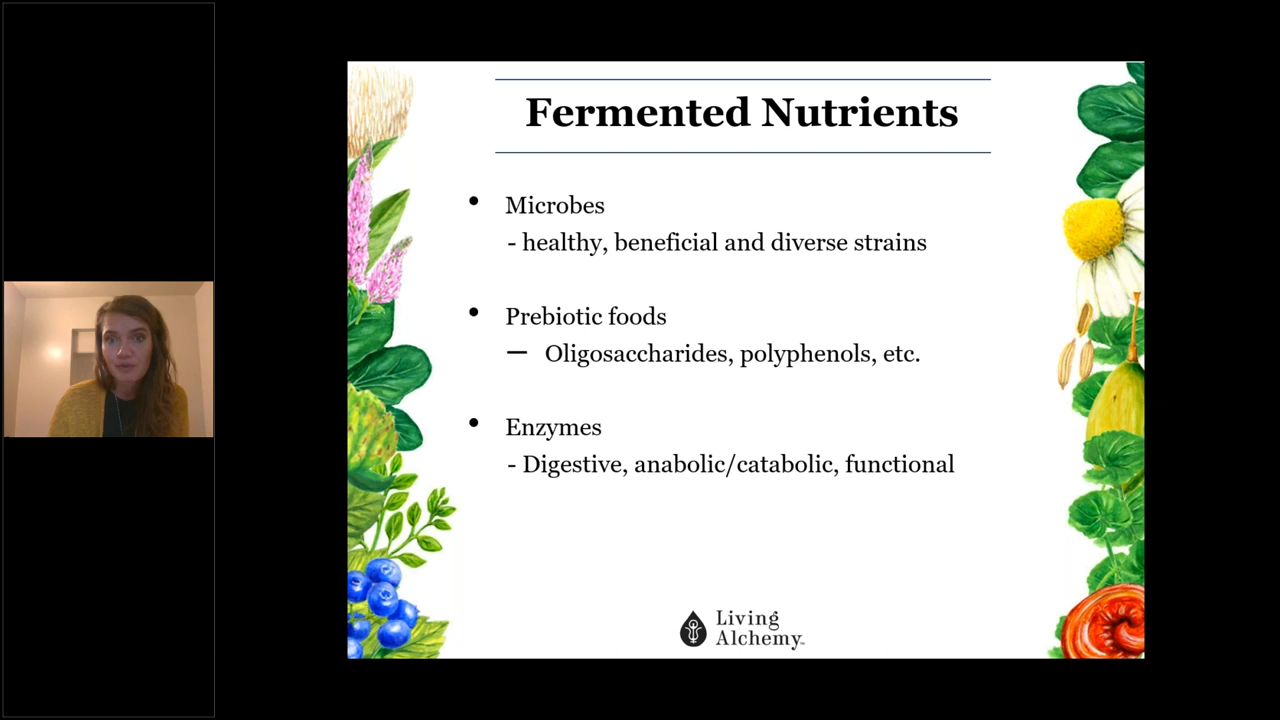 Fermented Nutrients
• Microbes
- healthy, beneficial and diverse strains
• Prebiotic foods
— Oligosaccharides, polyphenols, etc.
• Enzymes
- Digestive, anabolic/catabolic, functional
Living
Alchemy™